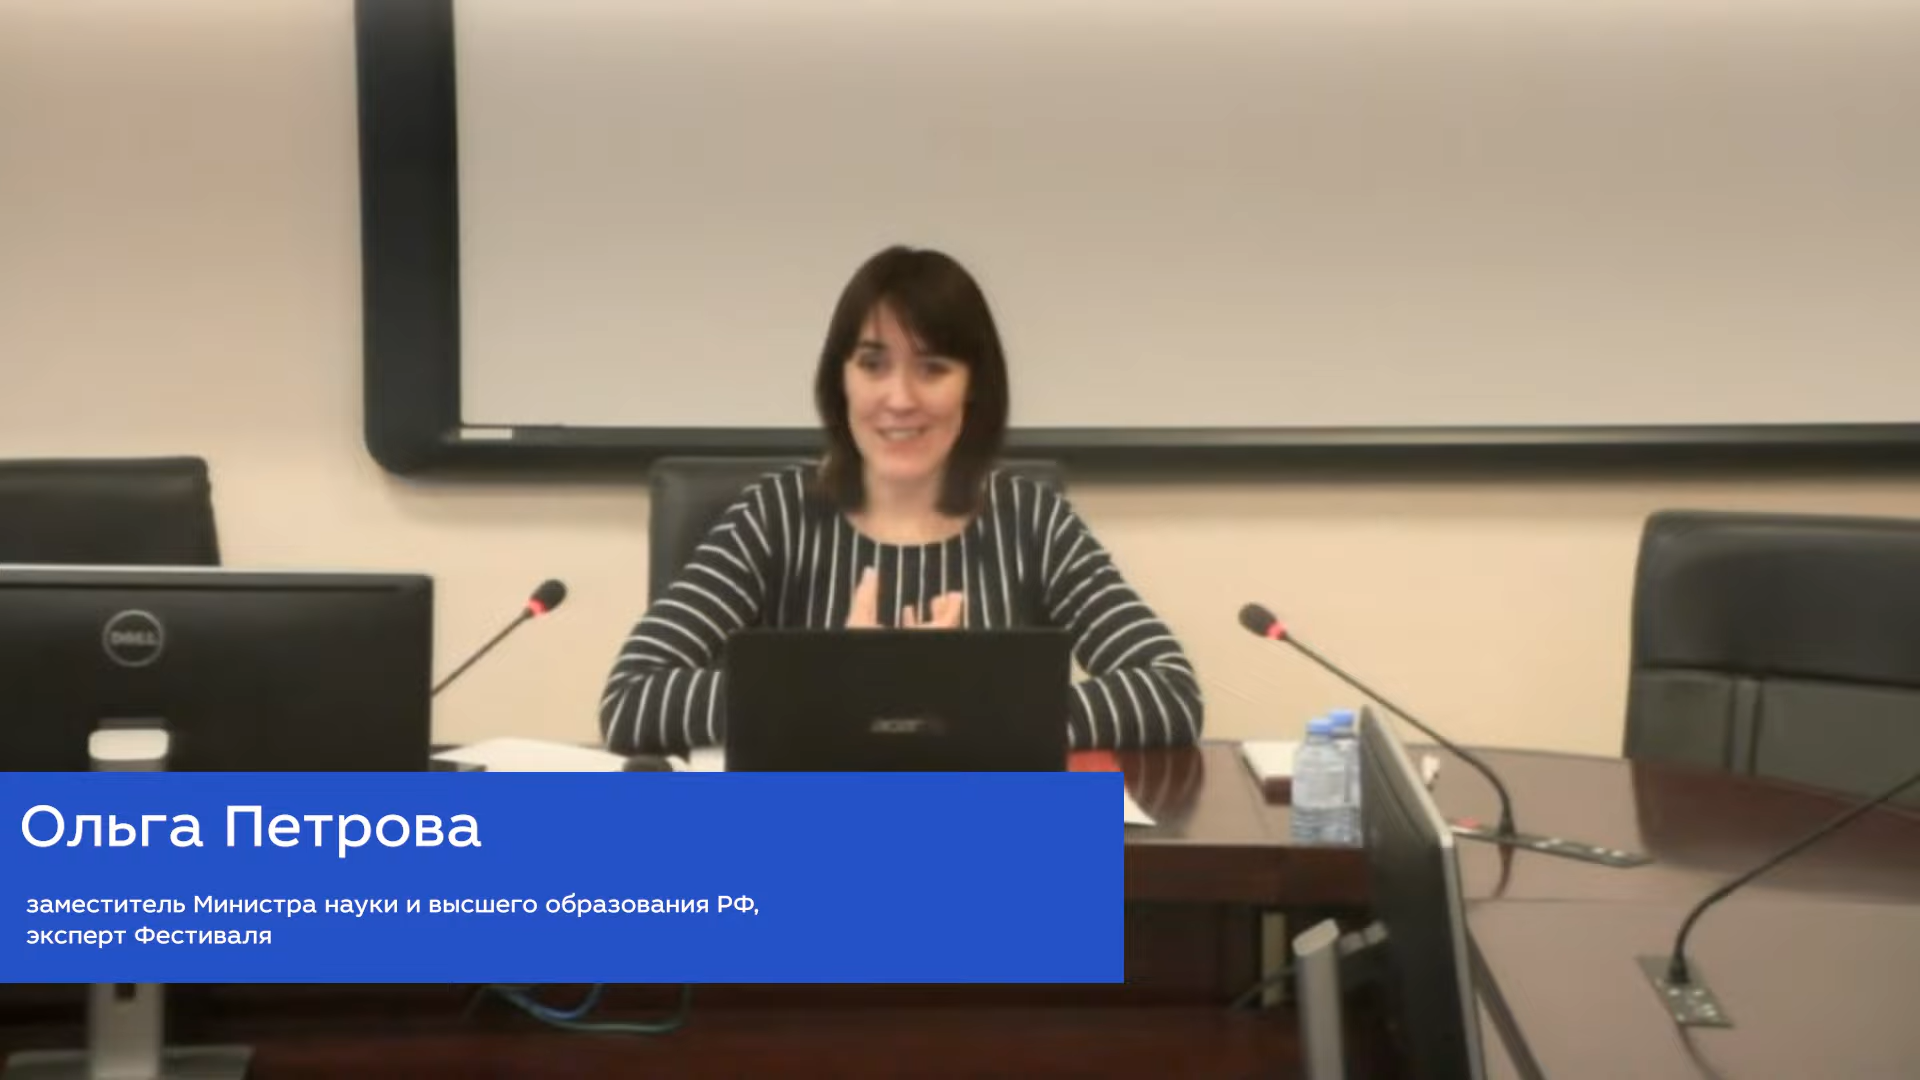 DELL
acer
Ольга Петрова
заместитель Министра науки и высшего образования РФ,
эксперт Фестиваля